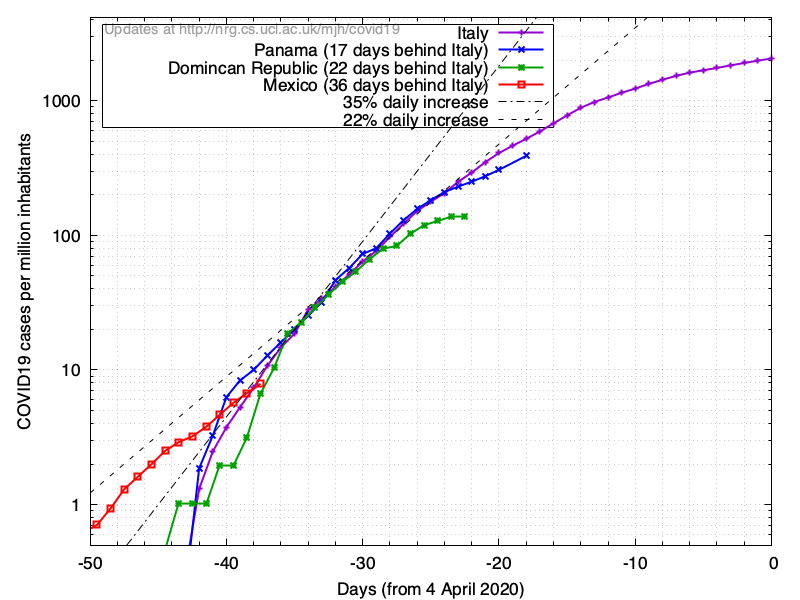 Updates at http://nrg.cs.ucl.ac.uk/mjh/covid19
Italy
Panama (17 days behind Italy)
Domincan Republic (22 days behind Italy)
Mexico (36 days behind Italy)
35% daily increase
22% daily increase
1000
100
10
1
COVID19 cases per million inhabitants
-50
-40
-30
-20
-10
0
Days (from 4 April 2020)